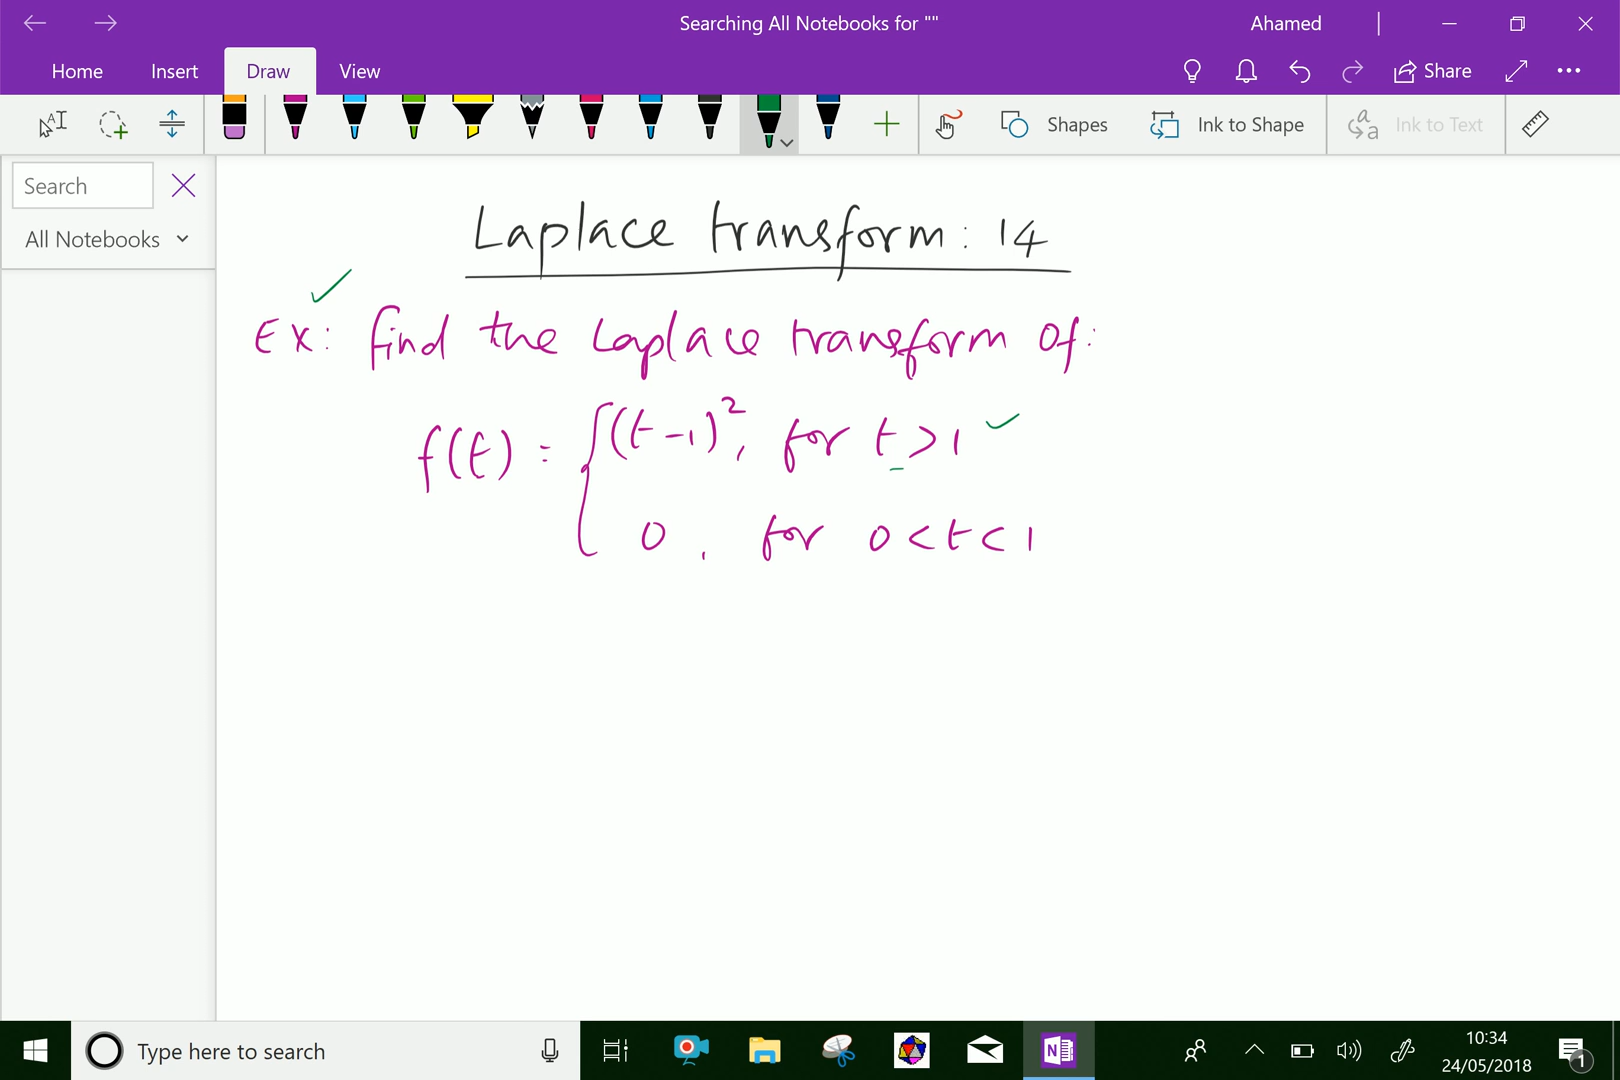 Searching All Notebooks for ""
Ahamed
Home Insert Draw View
Share
Shapes
Ink to Shape
Ink to Text
Search
All Notebooks
Laplace transform: 14
Ex: find the Laplace transform of:
f(t) = { (t-1)², for t > 1
0, for 0 < t < 1
Type here to search
10:34
24/05/2018
1